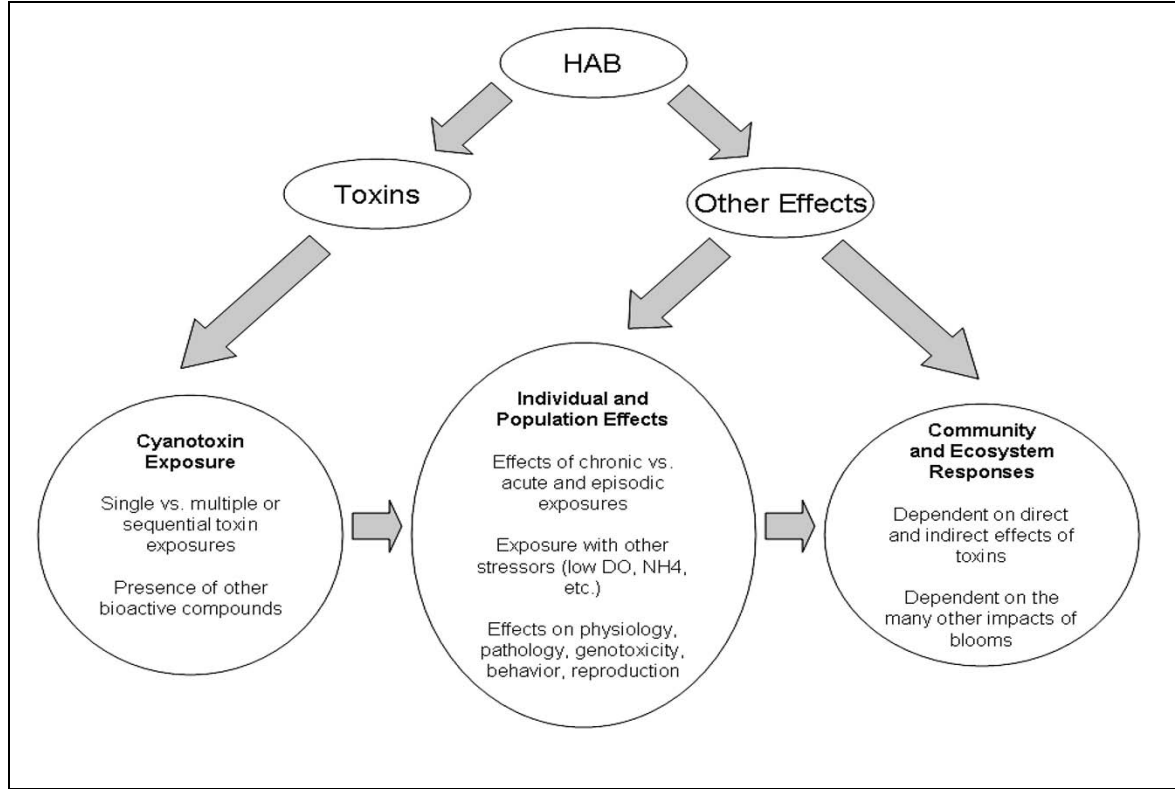 HAB
Toxins
Other Effects
Cyanotoxin
Exposure
Single vs. multiple or
sequential toxin
exposures
Presence of other
bioactive compounds
Individual and
Population Effects
Effects of chronic vs.
acute and episodic
exposures
Exposure with other
stressors (low DO, NH4,
etc.)
Effects on physiology,
pathology, genotoxicity,
behavior, reproduction
Community
and Ecosystem
Responses
Dependent on direct
and indirect effects of
toxins
Dependent on the
many other impacts of
blooms